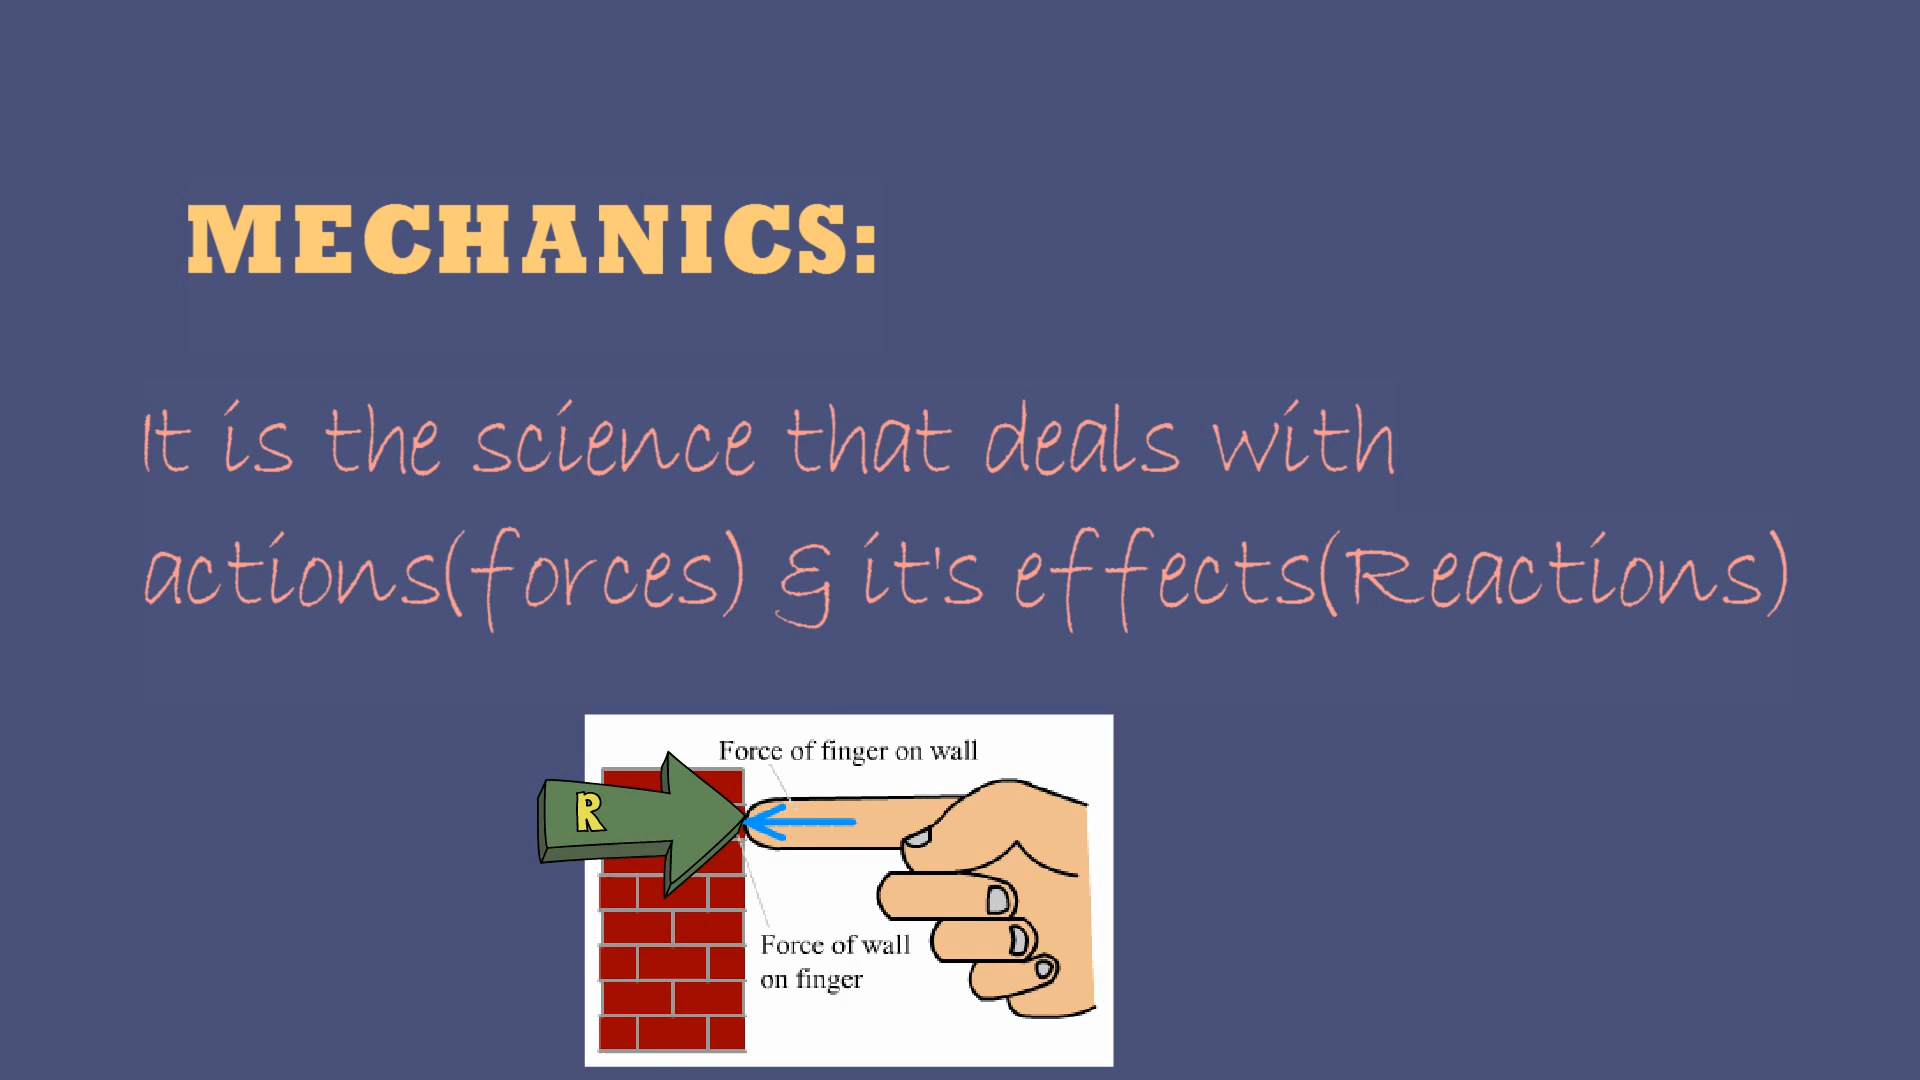 MECHANICS:
It is the science that deals with
actions(forces) & it's effects(Reactions)
Force of finger on wall
R
Force of wall
on finger